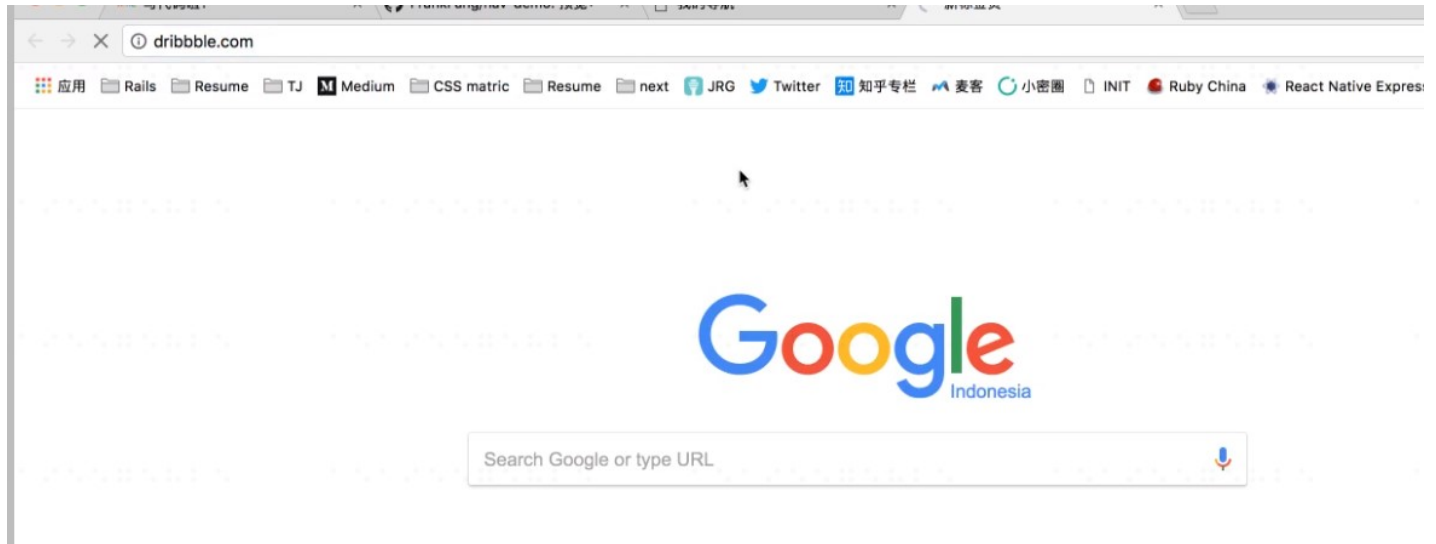 dribbble.com
应用 Rails Resume TJ Medium CSS matric Resume next JRG Twitter 知乎专栏 麦客 小密圈 INIT Ruby China React Native Express
Google
Indonesia
Search Google or type URL